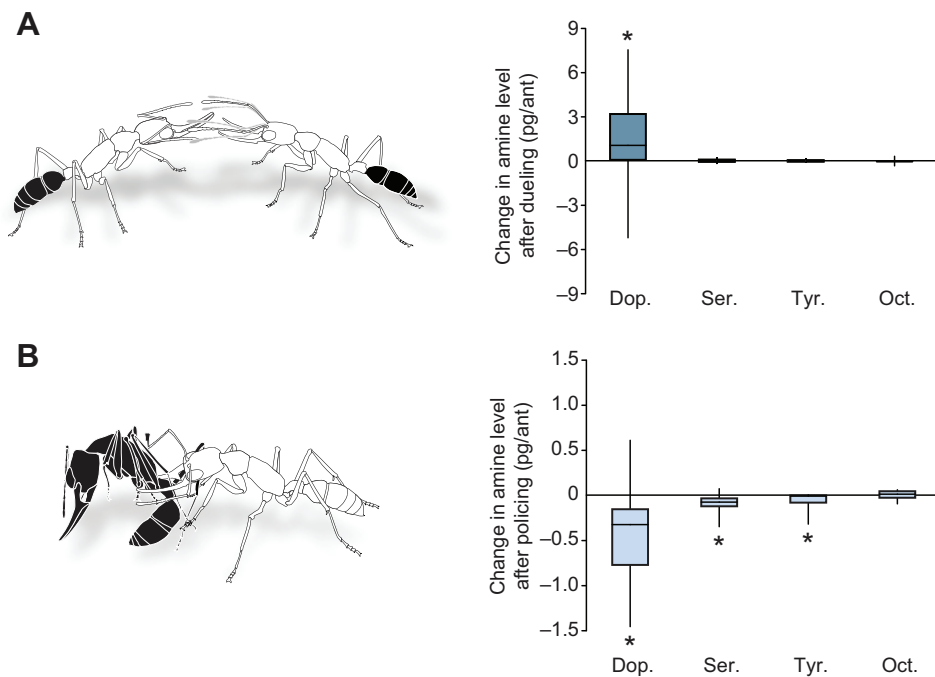 A
Change in amine level
after dueling (pg/ant)
9
6
3
0
–3
–6
–9
*
Dop. Ser. Tyr. Oct.
B
Change in amine level
after policing (pg/ant)
1.5
1.0
0.5
0
–0.5
–1.0
–1.5
* *
*
Dop. Ser. Tyr. Oct.